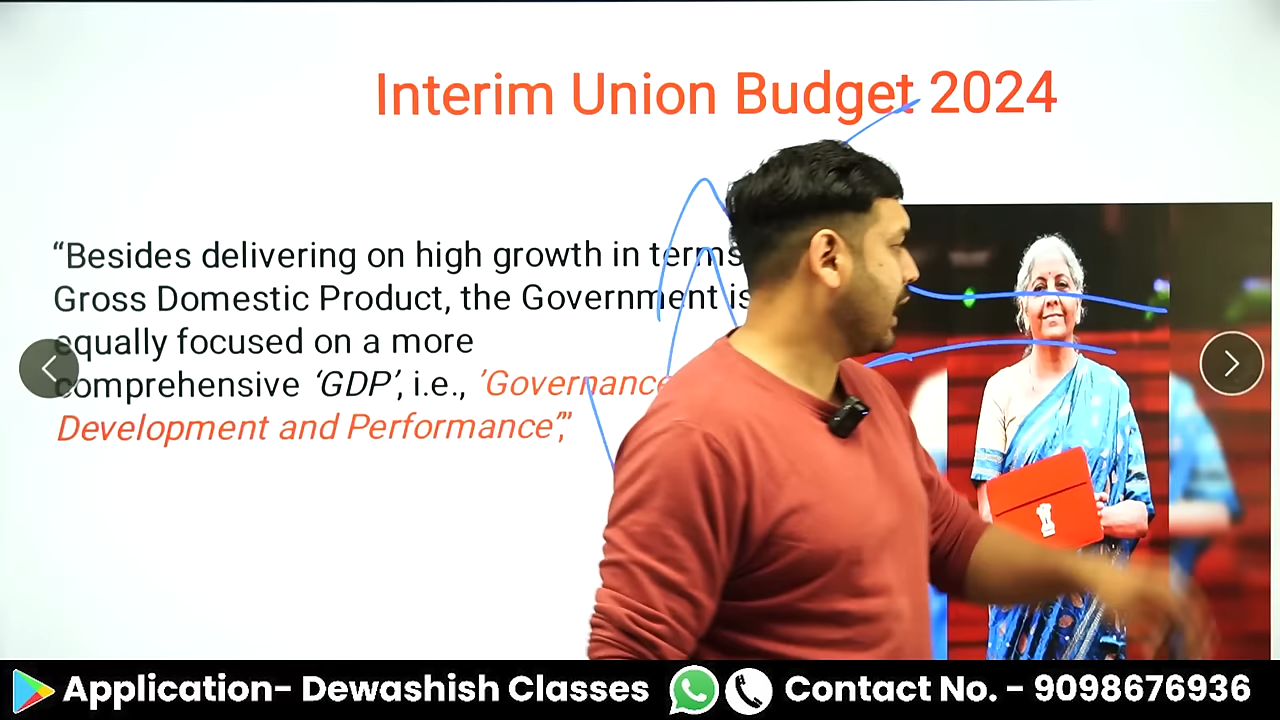 Interim Union Budget 2024
“Besides delivering on high growth in terms
Gross Domestic Product, the Government is
equally focused on a more
comprehensive ‘GDP’, i.e., ’Governance
Development and Performance’,”
Application- Dewashish Classes
Contact No. - 9098676936